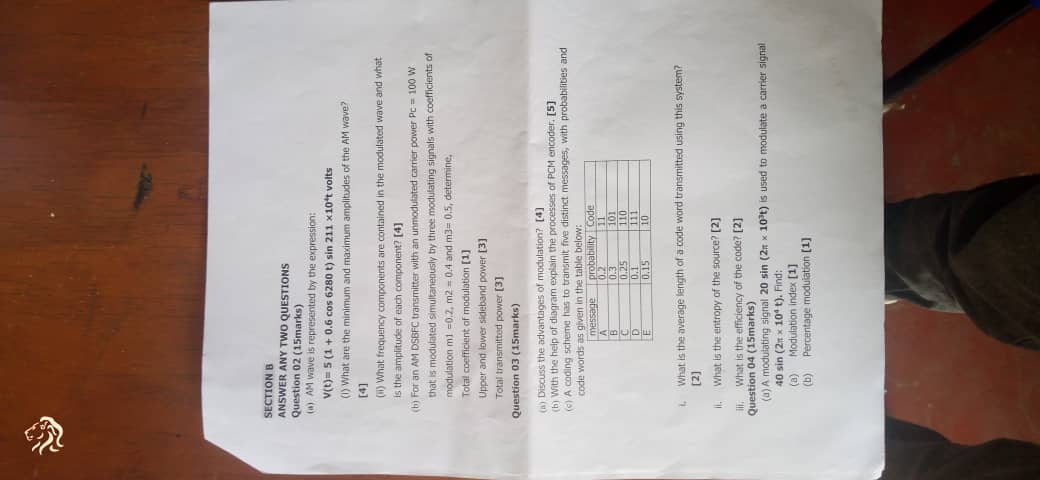 SECTION B
ANSWER ANY TWO QUESTIONS
Question 02 (15marks)
(a) AM wave is represented by the expression:
V(t)= 5 (1 + 0.6 cos 6280 t) sin 211 ×10⁴t volts
(i) What are the minimum and maximum amplitudes of the AM wave?
[4]
(ii) What frequency components are contained in the modulated wave and what
is the amplitude of each component? [4]
(b) For an AM DSBFC transmitter with an unmodulated carrier power Pc = 100 W
that is modulated simultaneously by three modulating signals with coefficients of
modulation m1 =0.2, m2 = 0.4 and m3= 0.5, determine,
Total coefficient of modulation [1]
Upper and lower sideband power [3]
Total transmitted power [3]
Question 03 (15marks)
(a) Discuss the advantages of modulation? [4]
(b) With the help of diagram explain the processes of PCM encoder. [5]
(c) A coding scheme has to transmit five distinct messages, with probabilities and
code words as given in the table below:
message probability Code
A 0.2 11
B 0.3 101
C 0.25 110
D 0.1 111
E 0.15 10
i. What is the average length of a code word transmitted using this system?
[2]
ii. What is the entropy of the source? [2]
iii. What is the efficiency of the code? [2]
Question 04 (15marks)
(a) A modulating signal 20 sin (2π × 10³t) is used to modulate a carrier signal
40 sin (2π × 10⁴ t). Find:
(a) Modulation index [1]
(b) Percentage modulation [1]